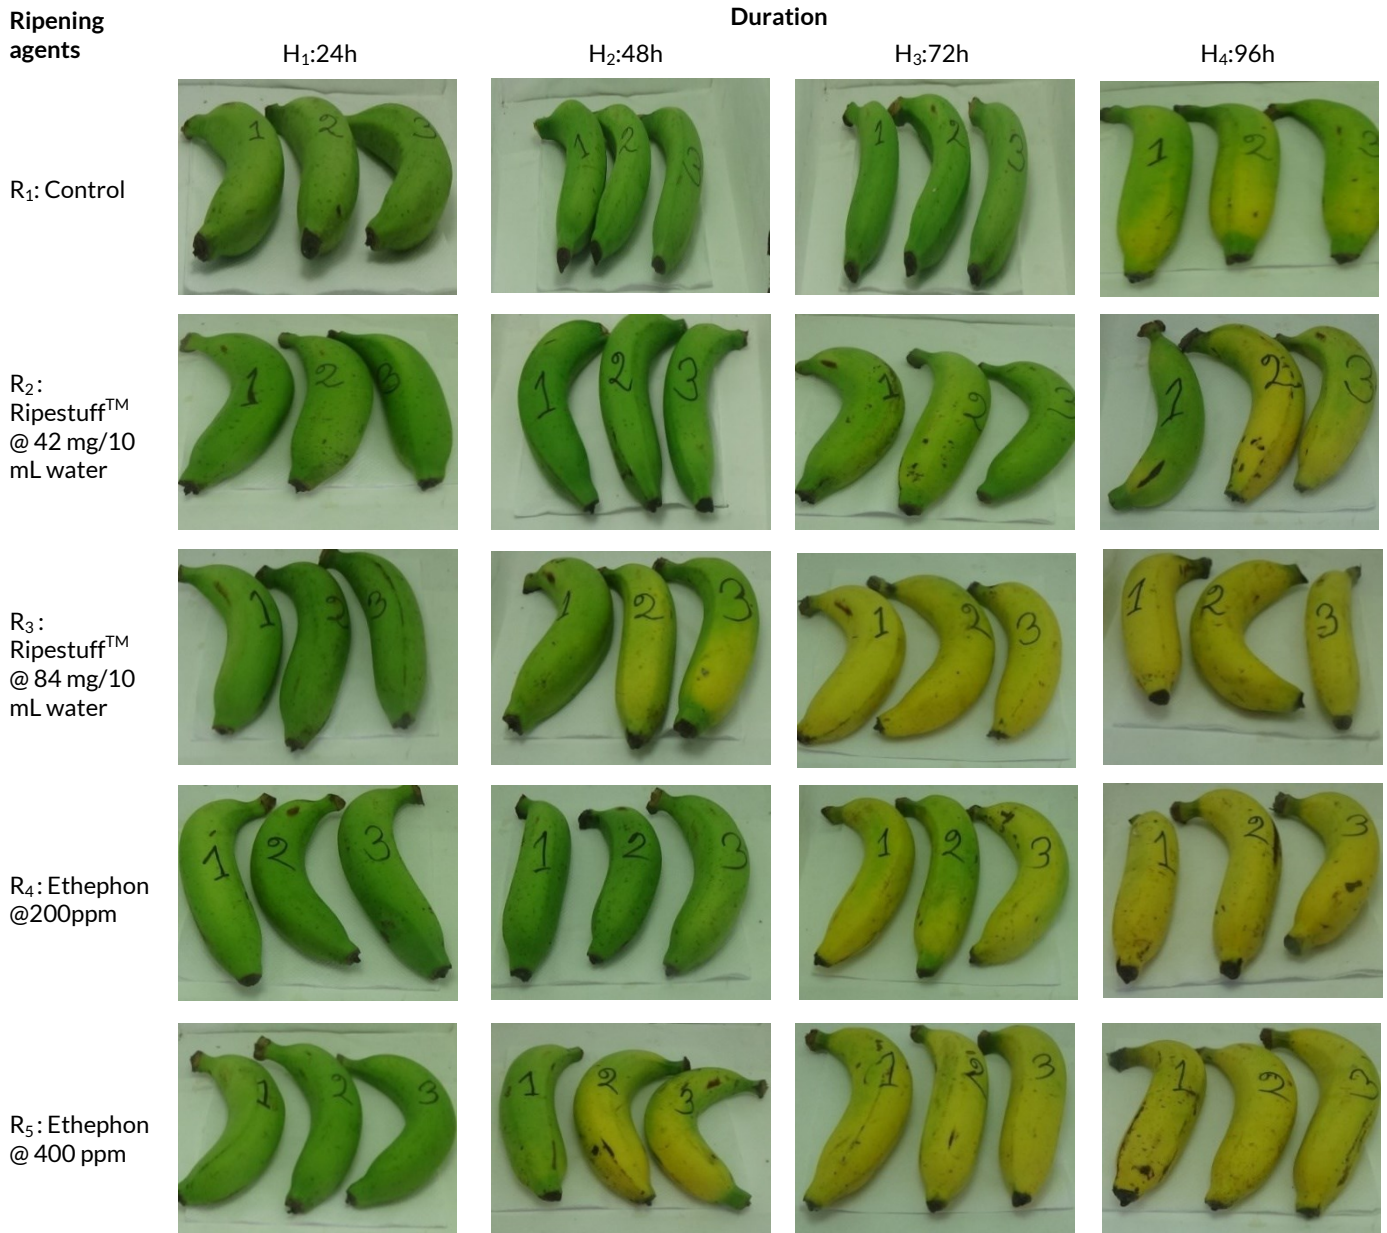 Ripening
agents
Duration
H₁:24h
H₂:48h
H₃:72h
H₄:96h
R₁: Control
1 2 3
1 2 3
1 2 3
1 2 3
R₂:
Ripestuff™
@ 42 mg/10
mL water
1 2 3
1 2 3
1 2 3
1 2 3
R₃:
Ripestuff™
@ 84 mg/10
mL water
1 2 3
1 2 3
1 2 3
1 2 3
R₄: Ethephon
@200ppm
1 2 3
1 2 3
1 2 3
1 2 3
R₅: Ethephon
@ 400 ppm
1 2 3
1 2 3
1 2 3
1 2 3